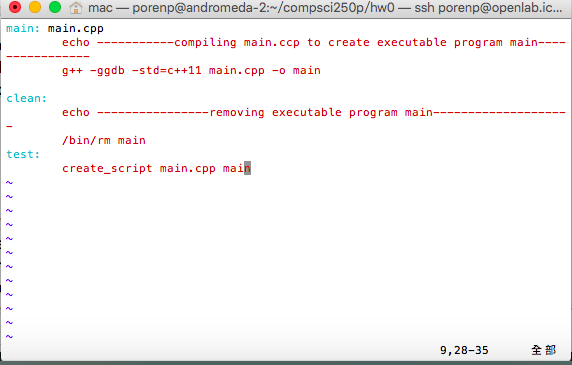 mac — porenp@andromeda-2:~/compsci250p/hw0 — ssh porenp@openlab.ic...
main: main.cpp
echo ------------compiling main.ccp to create executable program main----
---------------
g++ -ggdb -std=c++11 main.cpp -o main
clean:
echo ----------------removing executable program main-------------------
-
/bin/rm main
test:
create_script main.cpp main
~
~
~
~
~
~
~
~
~
~
~
~
9,28-35 全部